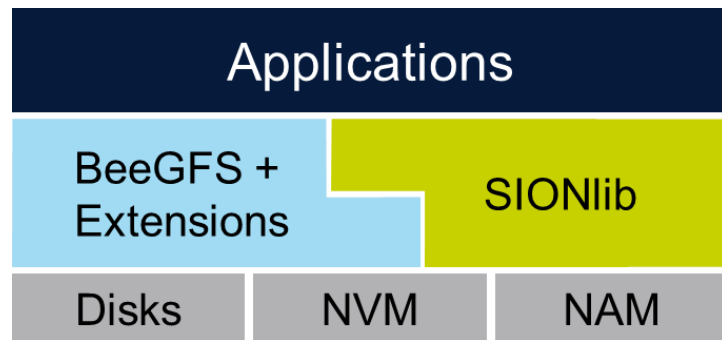 Applications
BeeGFS +
Extensions
SIONlib
Disks
NVM
NAM